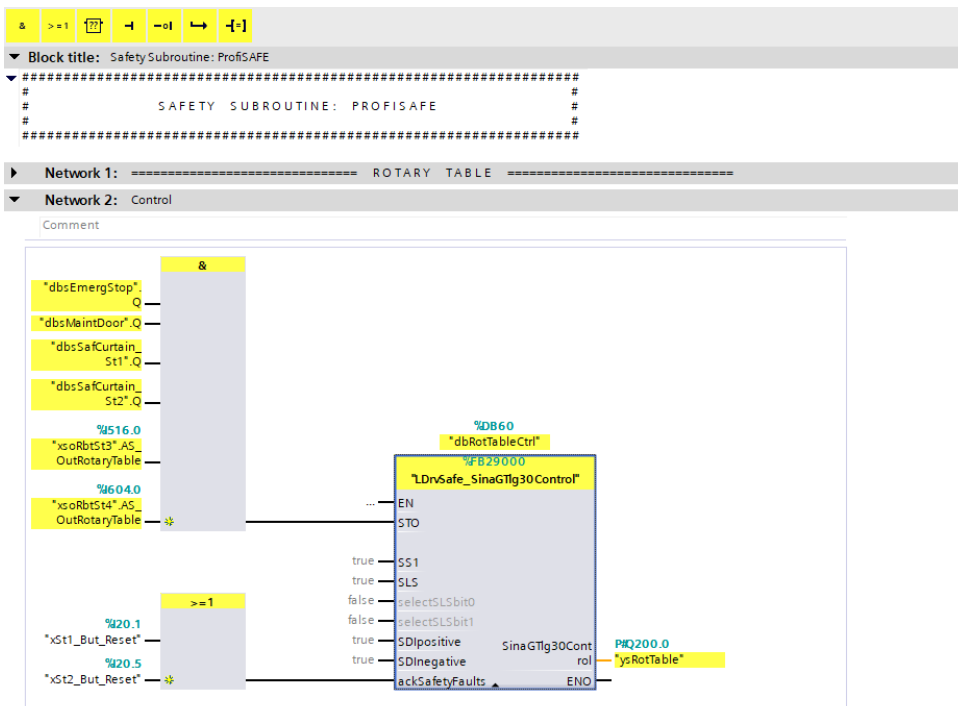 & >=1 ??
Block title: Safety Subroutine: ProfiSAFE
###################################################################
# #
# SAFETY SUBROUTINE: PROFISAFE #
# #
###################################################################
Network 1: =============================== ROTARY TABLE ===============================
Network 2: Control
Comment
&
"dbsEmergStop".
Q
"dbsMaintDoor".Q
"dbsSafCurtain_
St1".Q
"dbsSafCurtain_
St2".Q
%I516.0
"xsoRbtSt3".AS_
OutRotaryTable
%I604.0
"xsoRbtSt4".AS_
OutRotaryTable
%DB60
"dbRotTableCtrl"
%FB29000
"LDrvSafe_SinaGTlg30Control"
... EN
STO
true SS1
true SLS
false selectSLSbit0
false selectSLSbit1
true SDIpositive
true SDInegative
ackSafetyFaults
SinaGTlg30Cont
rol
ENO
P#Q200.0
"ysRotTable"
>=1
%I20.1
"xSt1_But_Reset"
%I20.5
"xSt2_But_Reset"